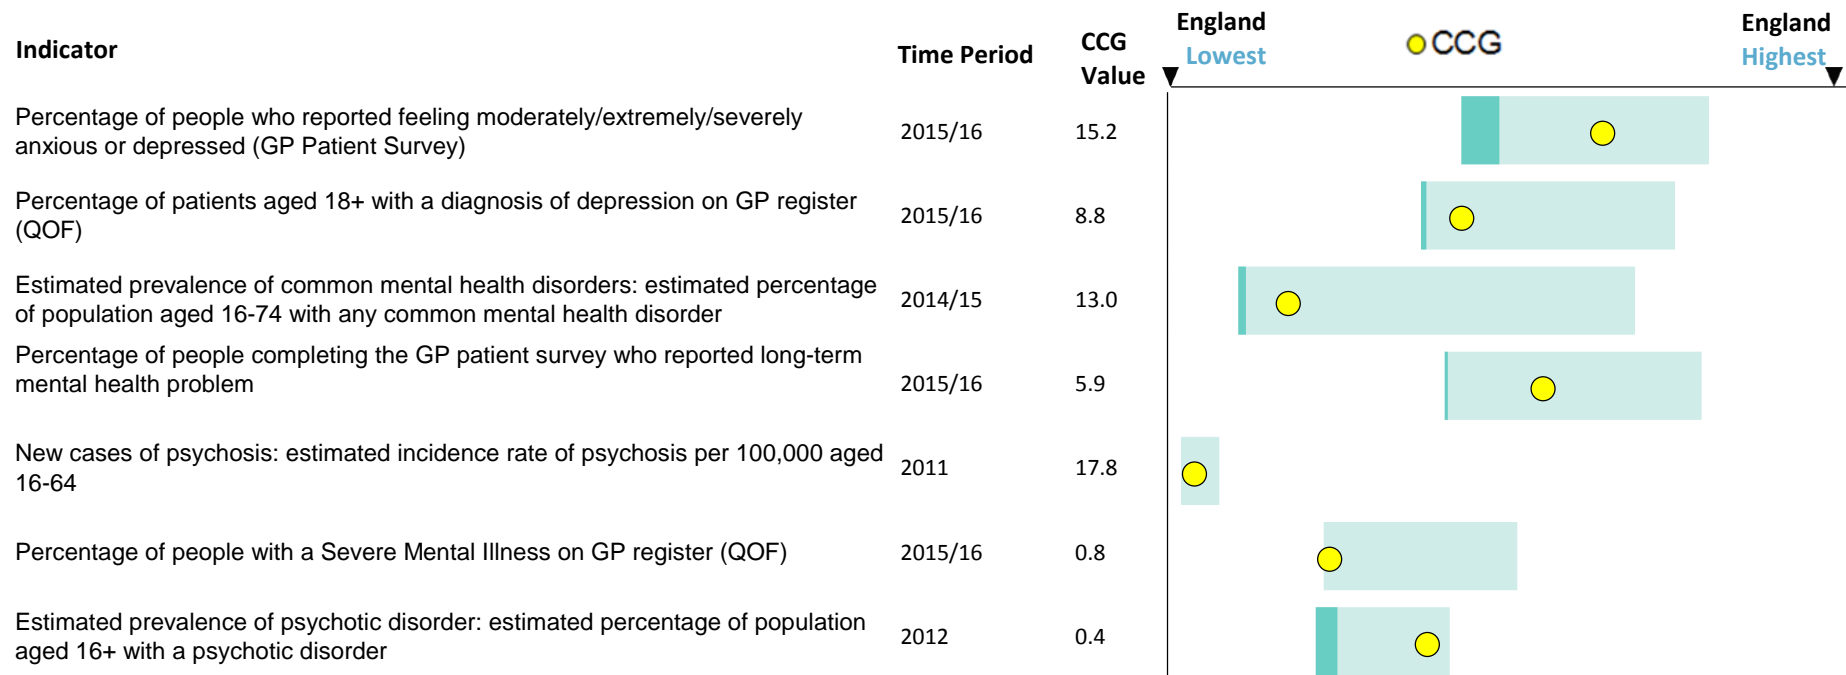 Indicator
Time Period
CCG
Value
England
Lowest
CCG
England
Highest
Percentage of people who reported feeling moderately/extremely/severely
anxious or depressed (GP Patient Survey)
2015/16
15.2
Percentage of patients aged 18+ with a diagnosis of depression on GP register
(QOF)
2015/16
8.8
Estimated prevalence of common mental health disorders: estimated percentage
of population aged 16-74 with any common mental health disorder
2014/15
13.0
Percentage of people completing the GP patient survey who reported long-term
mental health problem
2015/16
5.9
New cases of psychosis: estimated incidence rate of psychosis per 100,000 aged
16-64
2011
17.8
Percentage of people with a Severe Mental Illness on GP register (QOF)
2015/16
0.8
Estimated prevalence of psychotic disorder: estimated percentage of population
aged 16+ with a psychotic disorder
2012
0.4